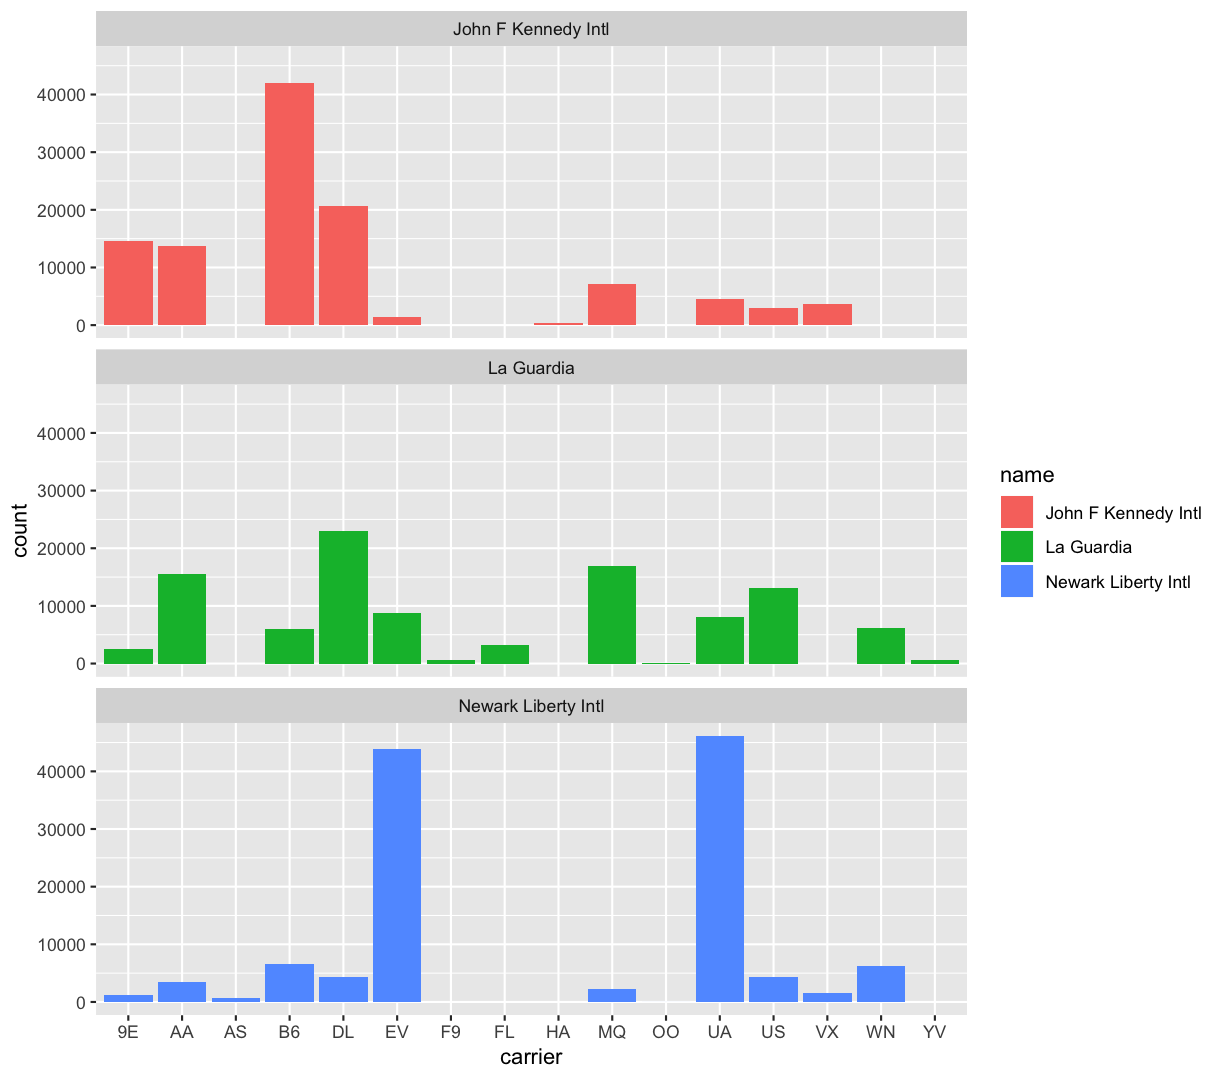 John F Kennedy Intl
40000
30000
20000
10000
0
La Guardia
40000
30000
20000
10000
0
Newark Liberty Intl
40000
30000
20000
10000
0
9E AA AS B6 DL EV F9 FL HA MQ OO UA US VX WN YV
carrier
count
name
John F Kennedy Intl
La Guardia
Newark Liberty Intl